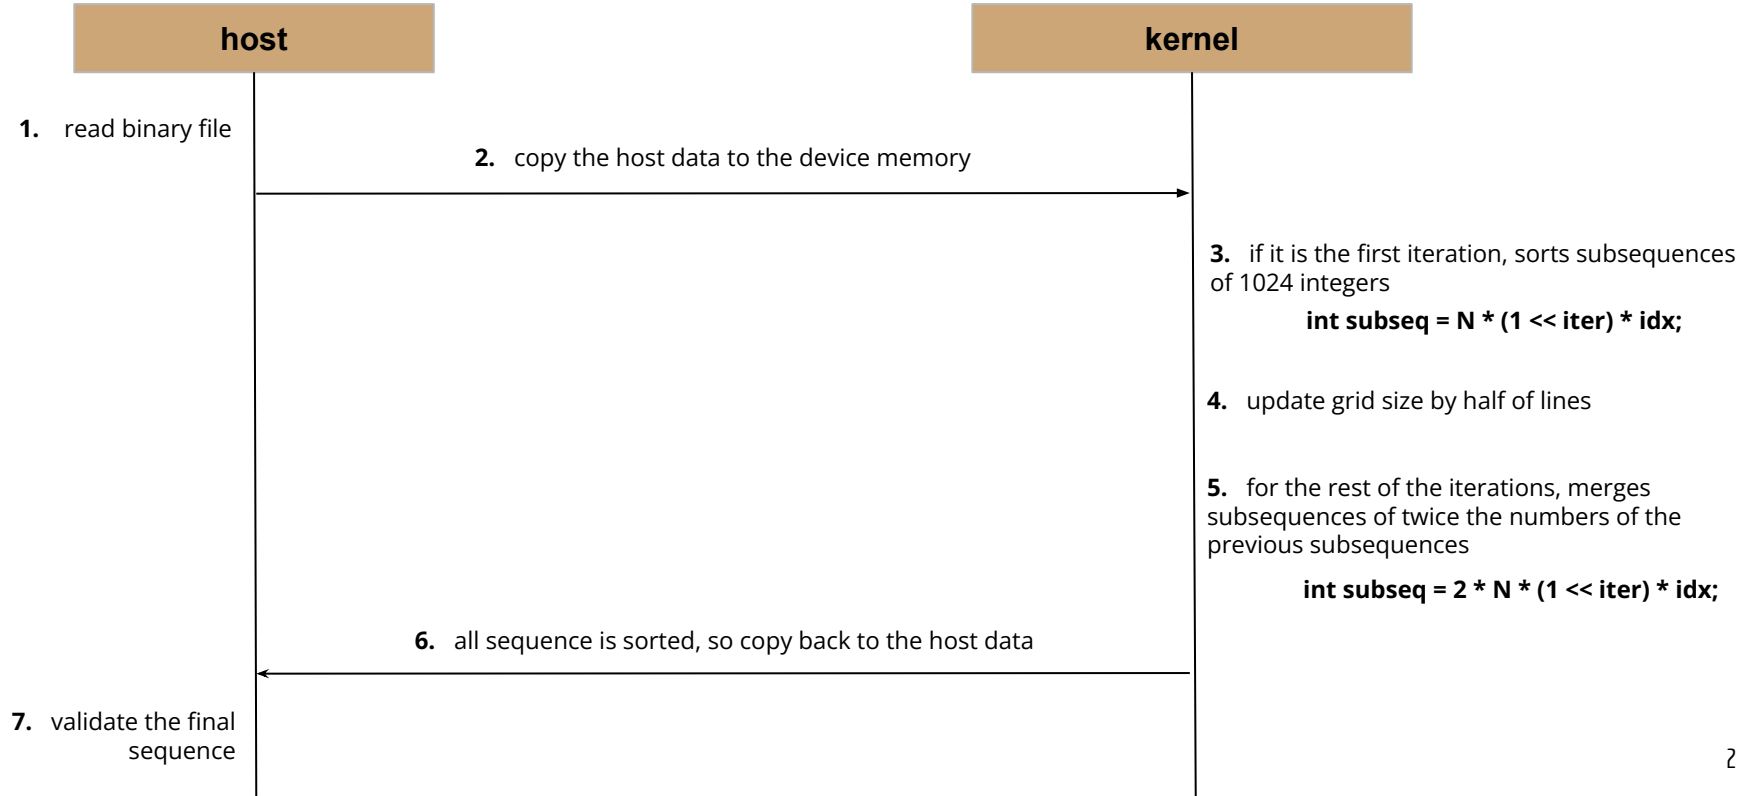 host
kernel
1. read binary file
2. copy the host data to the device memory
3. if it is the first iteration, sorts subsequences
of 1024 integers
int subseq = N * (1 << iter) * idx;
4. update grid size by half of lines
5. for the rest of the iterations, merges
subsequences of twice the numbers of the
previous subsequences
int subseq = 2 * N * (1 << iter) * idx;
6. all sequence is sorted, so copy back to the host data
7. validate the final
sequence
2